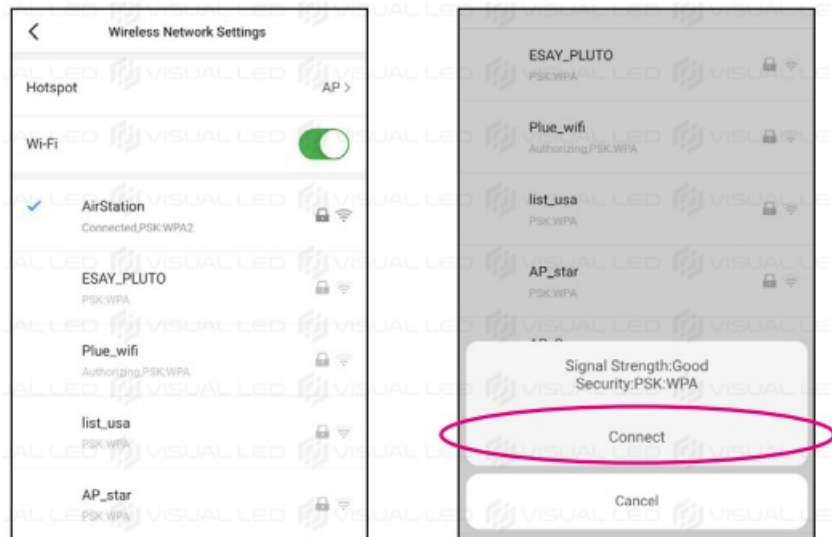 Wireless Network Settings
Hotspot AP >
Wi-Fi
AirStation
Connected,PSK:WPA2
ESAY_PLUTO
PSK:WPA
Plue_wifi
Authorizing,PSK:WPA
list_usa
PSK:WPA
AP_star
PSK:WPA
ESAY_PLUTO
PSK:WPA
Plue_wifi
Authorizing,PSK:WPA
list_usa
PSK:WPA
AP_star
PSK:WPA
Signal Strength:Good
Security:PSK:WPA
Connect
Cancel
VISUAL LED